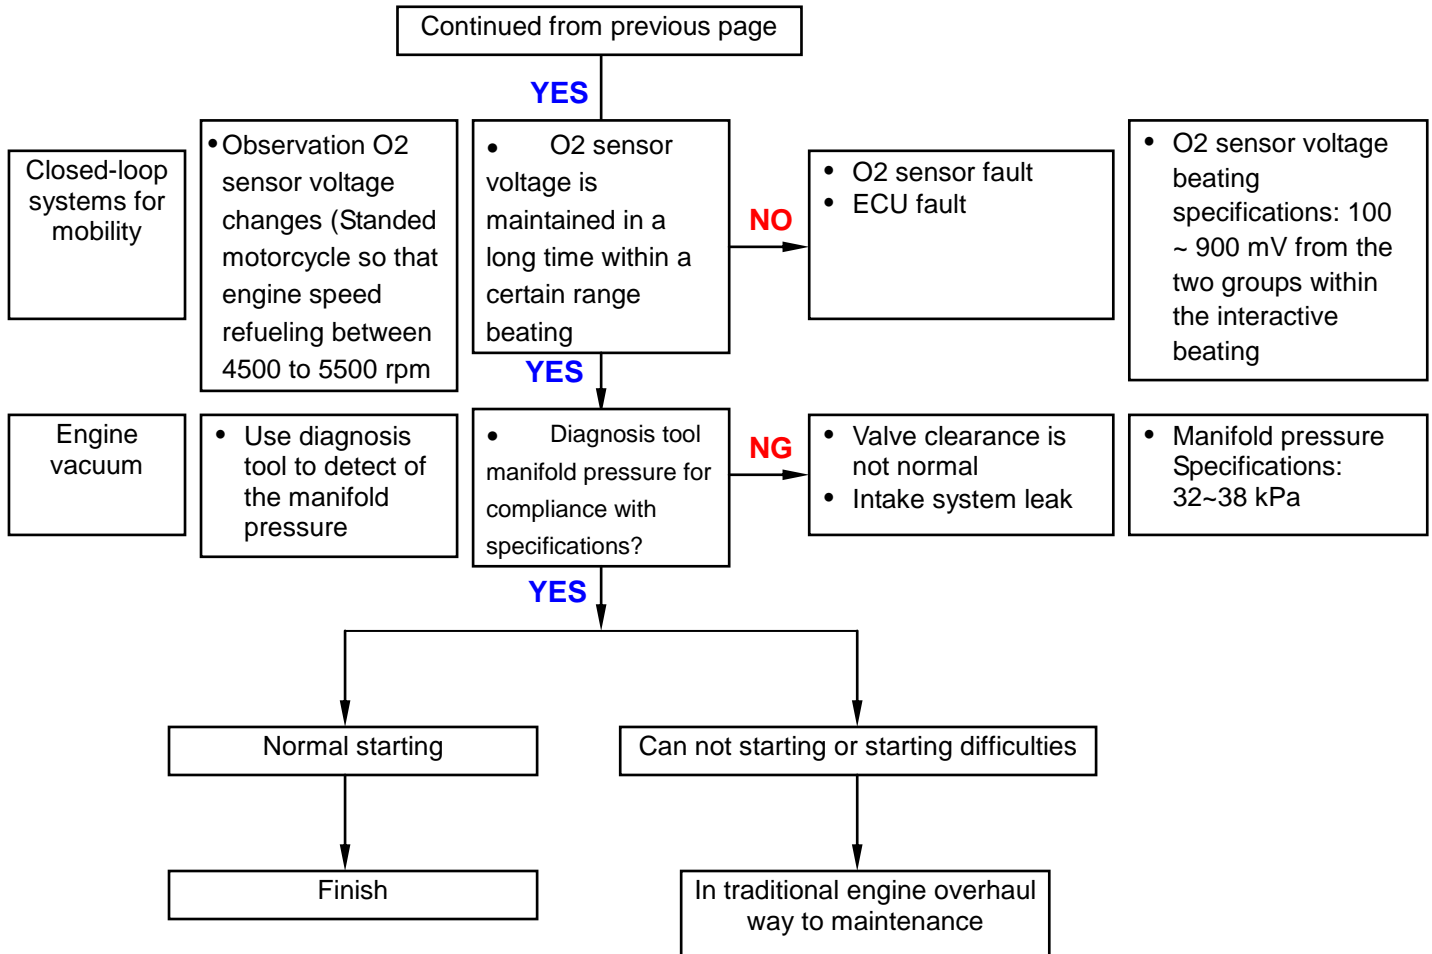 Continued from previous page
YES
Closed-loop
systems for
mobility
• Observation O2
sensor voltage
changes (Standed
motorcycle so that
engine speed
refueling between
4500 to 5500 rpm
• O2 sensor
voltage is
maintained in a
long time within a
certain range
beating
NO
• O2 sensor fault
• ECU fault
• O2 sensor voltage
beating
specifications: 100
~ 900 mV from the
two groups within
the interactive
beating
YES
Engine
vacuum
• Use diagnosis
tool to detect of
the manifold
pressure
• Diagnosis tool
manifold pressure for
compliance with
specifications?
NG
• Valve clearance is
not normal
• Intake system leak
• Manifold pressure
Specifications:
32~38 kPa
YES
Normal starting
Can not starting or starting difficulties
Finish
In traditional engine overhaul
way to maintenance